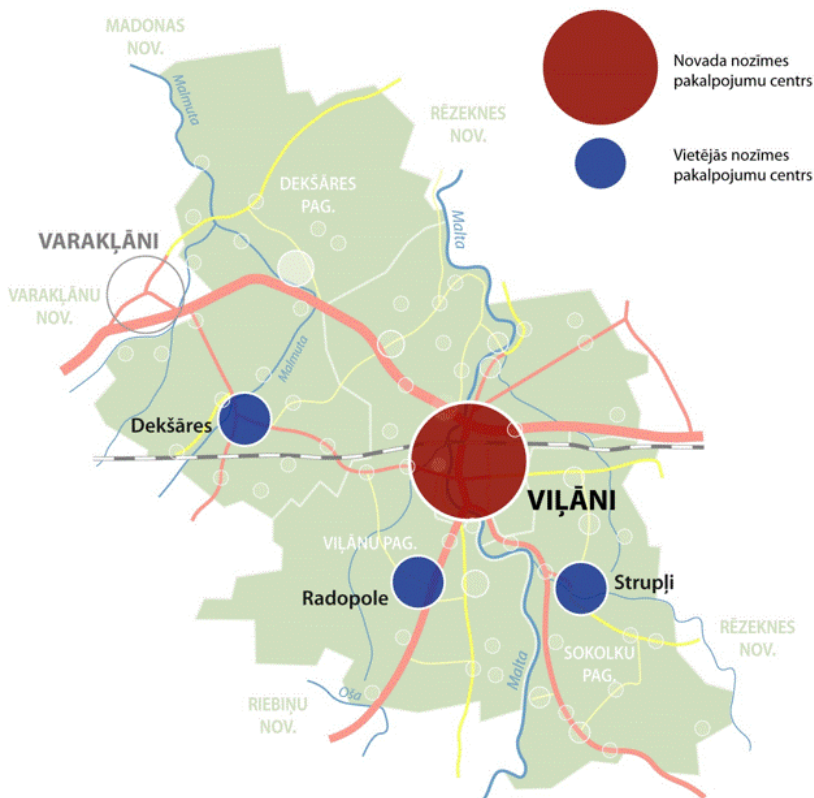 MADONAS
NOV.
Malmuta
Novada nozīmes
pakalpojumu centrs
RĒZEKNES
NOV.
Vietējās nozīmes
pakalpojumu centrs
DEKŠĀRES
PAG.
Malta
VARAKĻĀNI
VARAKĻĀNU
NOV.
Malmuta
Dekšāres
VIĻĀNI
VIĻĀNU PAG.
Radopole
Strupļi
RĒZEKNES
NOV.
SOKOLKU
PAG.
Malta
Oša
RIEBIŅU
NOV.